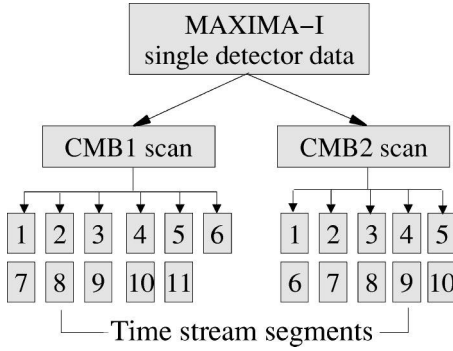 MAXIMA−I
single detector data
CMB1 scan CMB2 scan
1 2 3 4 5 6 1 2 3 4 5
7 8 9 10 11 6 7 8 9 10
Time stream segments